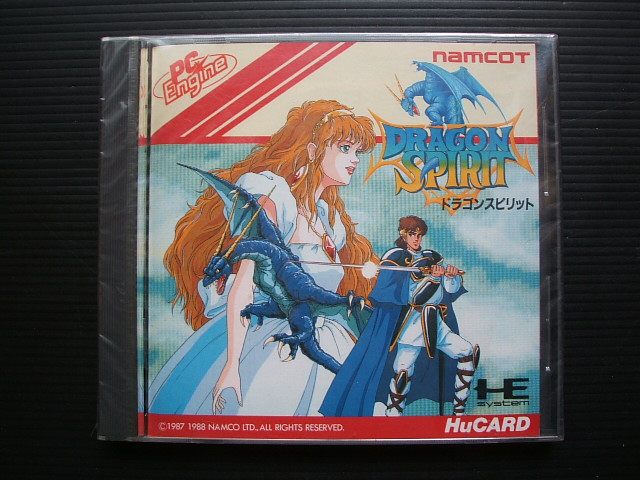 PC Engine
namcot
DRAGON
SPIRIT
ドラゴンスピリット
HE
system
©1987 1988 NAMCO LTD., ALL RIGHTS RESERVED.
HuCARD